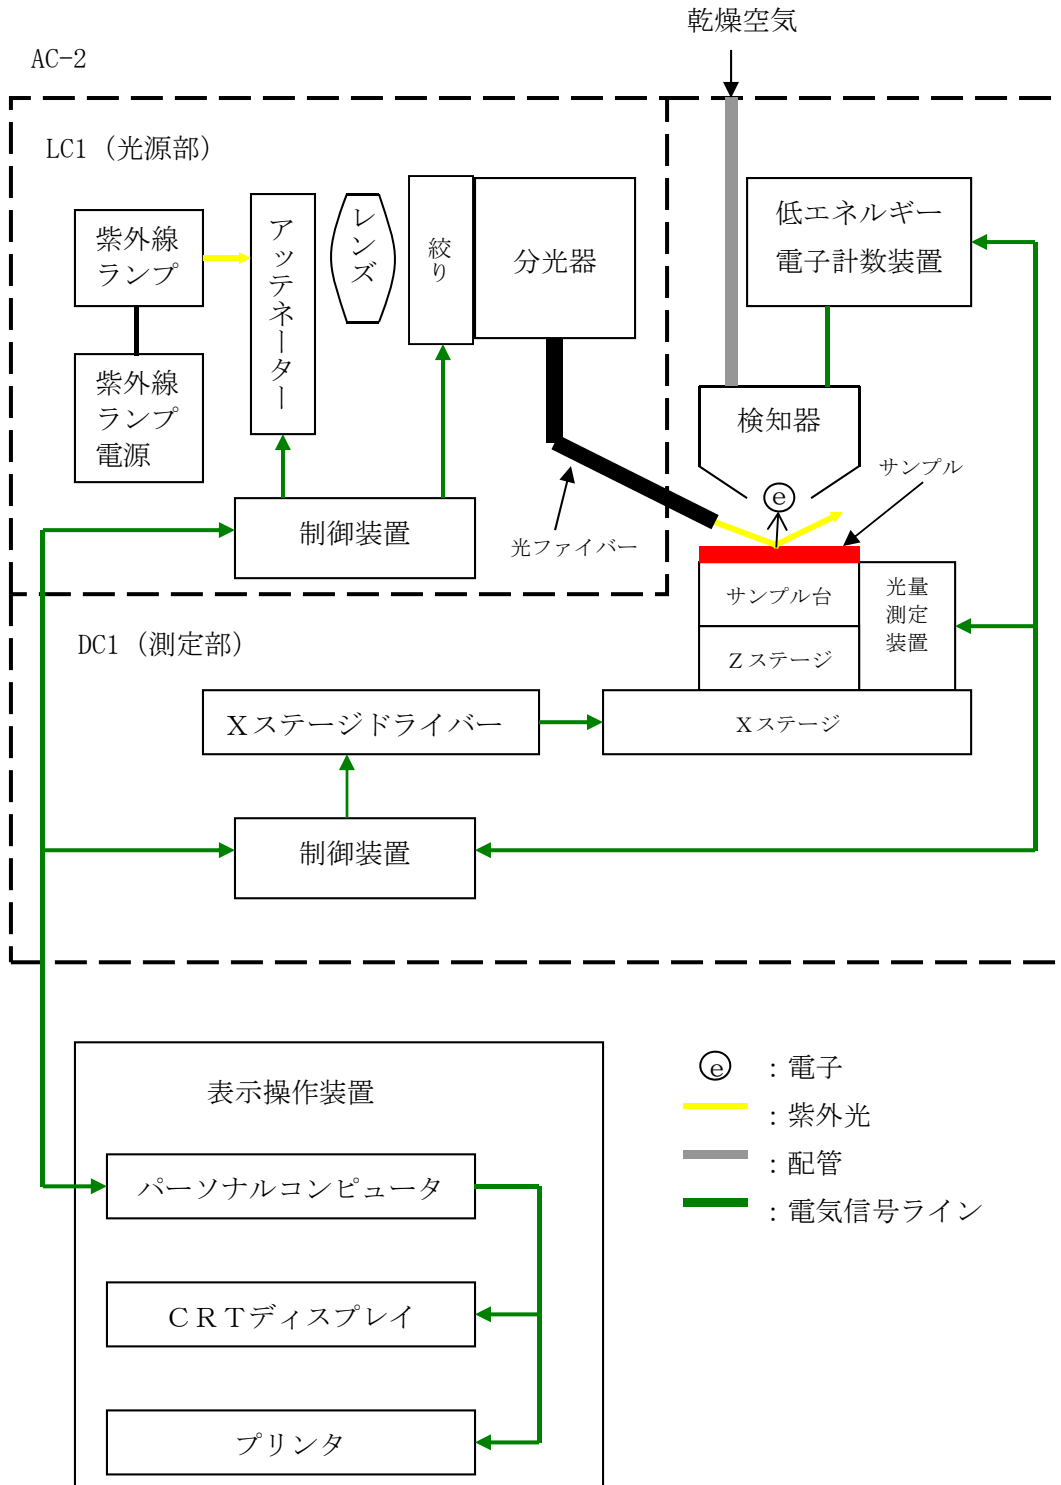 乾燥空気
AC-2
LC1（光源部）
紫外線
ランプ
紫外線
ランプ
電源
アッテネーター
レンズ
絞り
分光器
低エネルギー
電子計数装置
検知器
e
サンプル
光ファイバー
制御装置
サンプル台
Zステージ
光量
測定
装置
DC1（測定部）
Xステージドライバー
Xステージ
制御装置
表示操作装置
パーソナルコンピュータ
CRTディスプレイ
プリンタ
e ：電子
：紫外光
：配管
：電気信号ライン